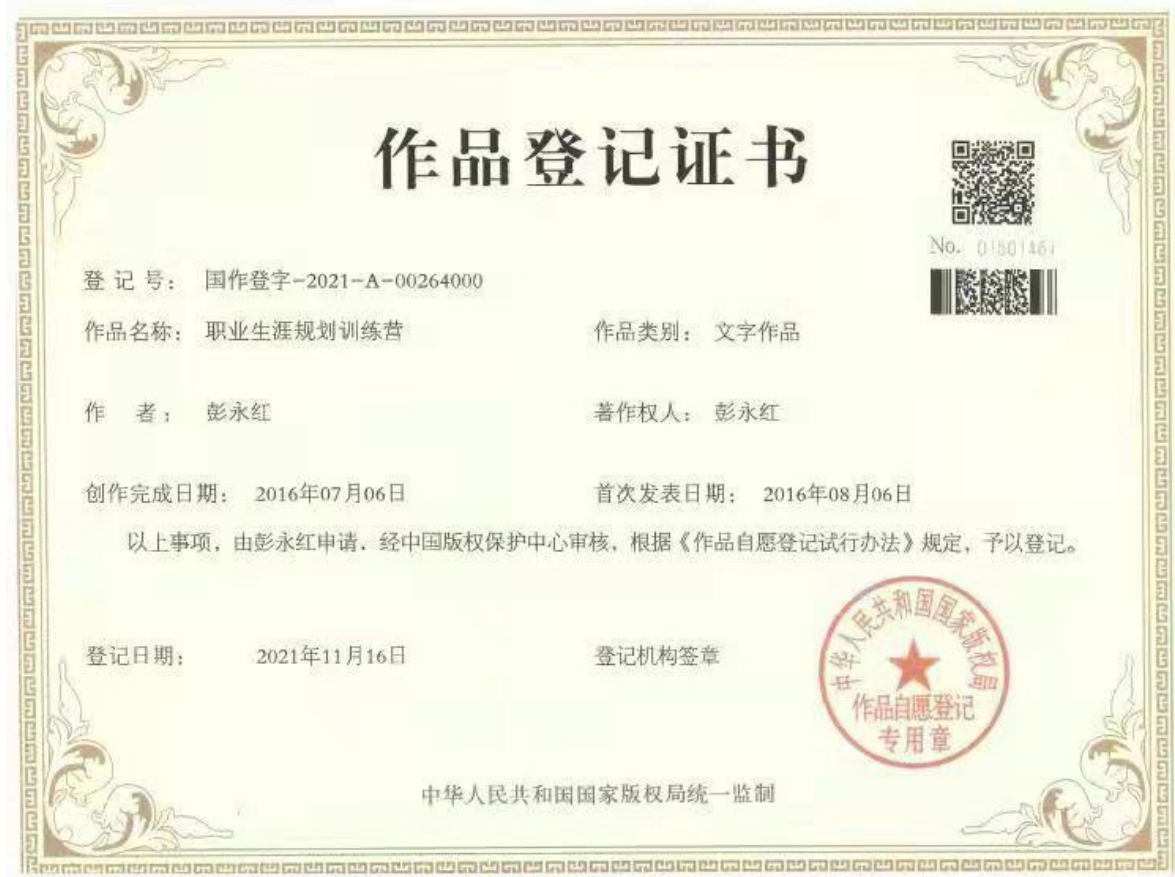 作品登记证书
No. 01501461
登 记 号： 国作登字-2021-A-00264000
作品名称： 职业生涯规划训练营 作品类别： 文字作品
作 者： 彭永红 著作权人： 彭永红
创作完成日期： 2016年07月06日 首次发表日期： 2016年08月06日
以上事项，由彭永红申请，经中国版权保护中心审核，根据《作品自愿登记试行办法》规定，予以登记。
登记日期： 2021年11月16日 登记机构签章
中华人民共和国国家版权局
作品自愿登记
专用章
中华人民共和国国家版权局统一监制